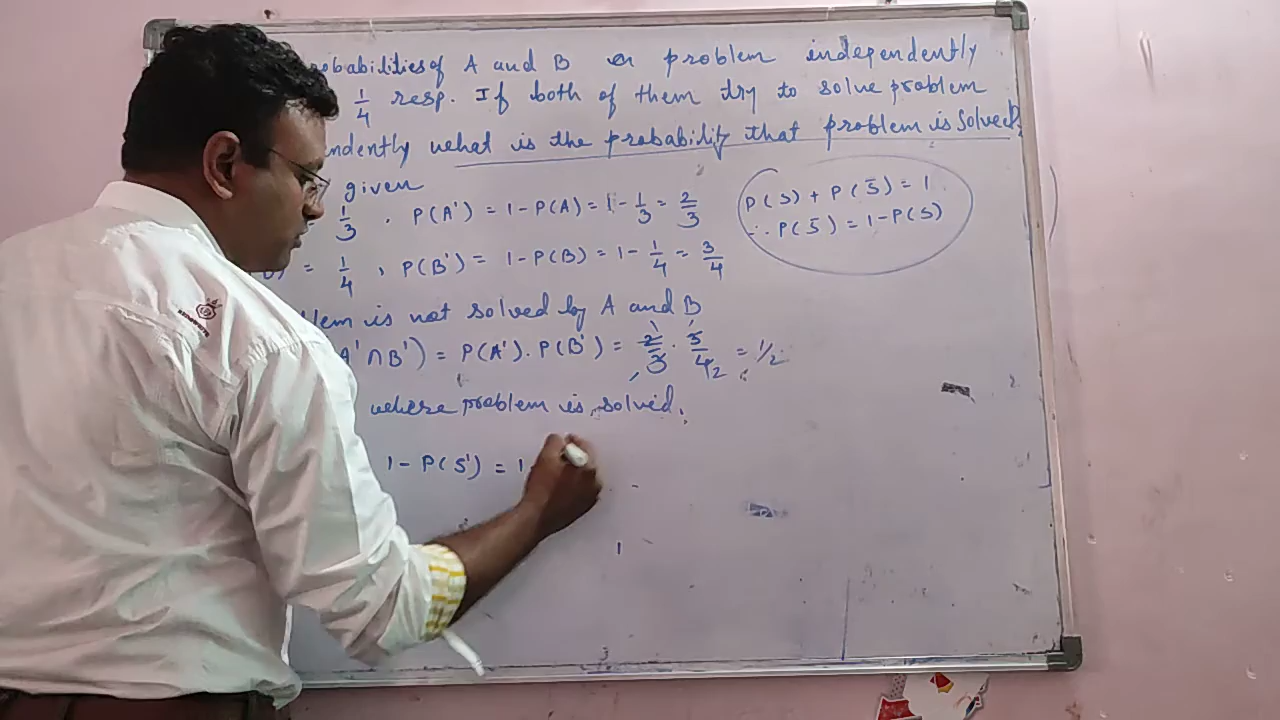 robabilities of A and B problem independently
1/4 resp. If both of them try to solve problem
ndently what is the probability that problem is solved.
given
1/3 , P(A') = 1-P(A) = 1-1/3 = 2/3
P(S) + P(S̄) = 1
∴ P(S̄) = 1-P(S)
B) = 1/4 , P(B') = 1-P(B) = 1-1/4 = 3/4
lem is not solved by A and B
A' ∩ B') = P(A') . P(B') = 2/3 . 3/4 2 = 1/2
where problem is solved.
1 - P(S') = 1